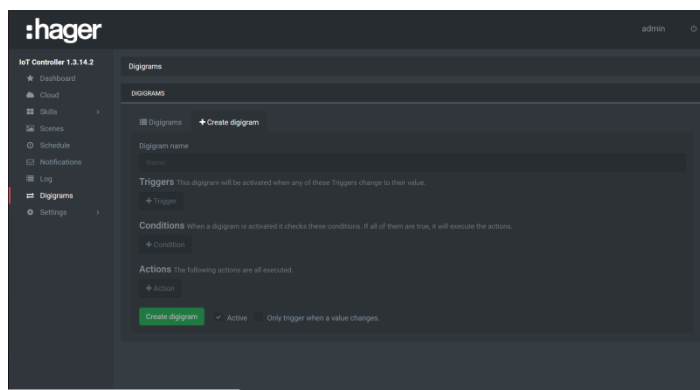 :hager
admin
IoT Controller 1.3.14.2
Dashboard
Cloud
Skills
Scenes
Schedule
Notifications
Log
Digigrams
Settings
Digigrams
DIGIGRAMS
Digigrams + Create digigram
Digigram name
Name
Triggers This digigram will be activated when any of these Triggers change to their value.
+ Trigger
Conditions When a digigram is activated it checks these conditions. If all of them are true, it will execute the actions.
+ Condition
Actions The following actions are all executed.
+ Action
Create digigram Active Only trigger when a value changes.